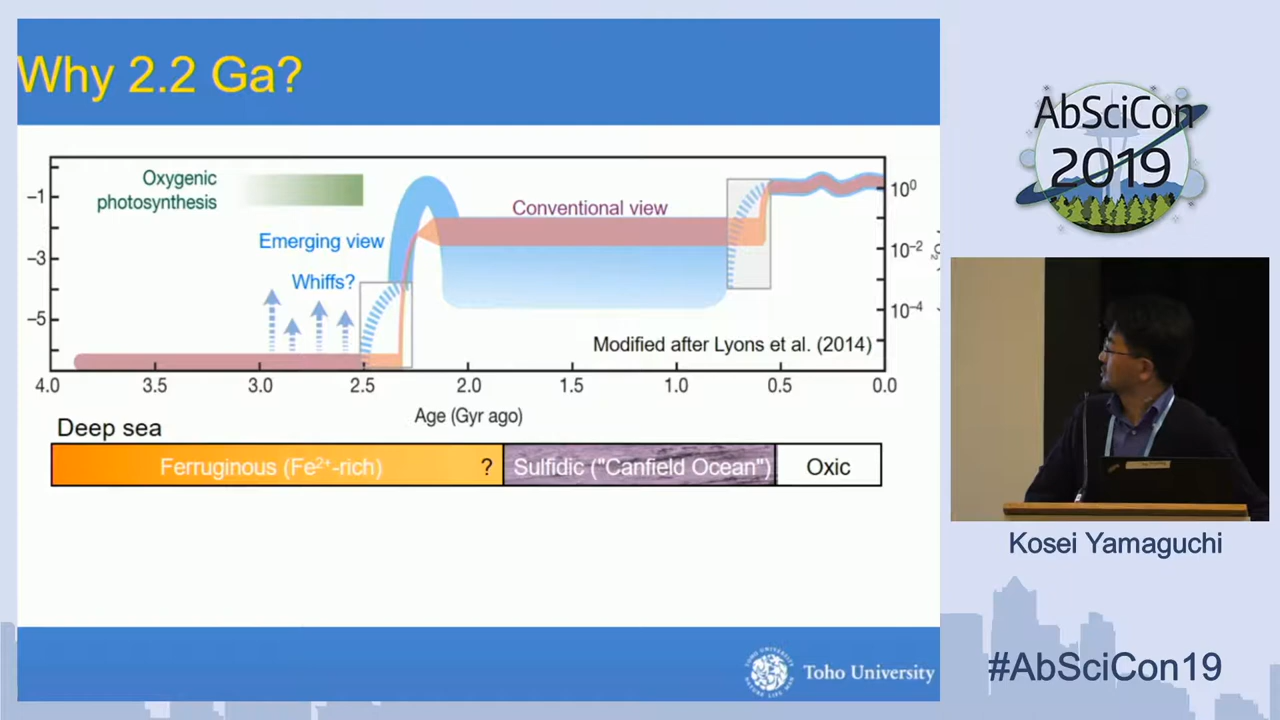 Why 2.2 Ga?
Oxygenic
photosynthesis
Emerging view
Whiffs?
Conventional view
Modified after Lyons et al. (2014)
−1
−3
−5
10⁰
10⁻²
10⁻⁴
4.0 3.5 3.0 2.5 2.0 1.5 1.0 0.5 0.0
Age (Gyr ago)
Deep sea
Ferruginous (Fe²⁺-rich) ? Sulfidic ("Canfield Ocean") Oxic
Toho University
AbSciCon
2019
Kosei Yamaguchi
#AbSciCon19